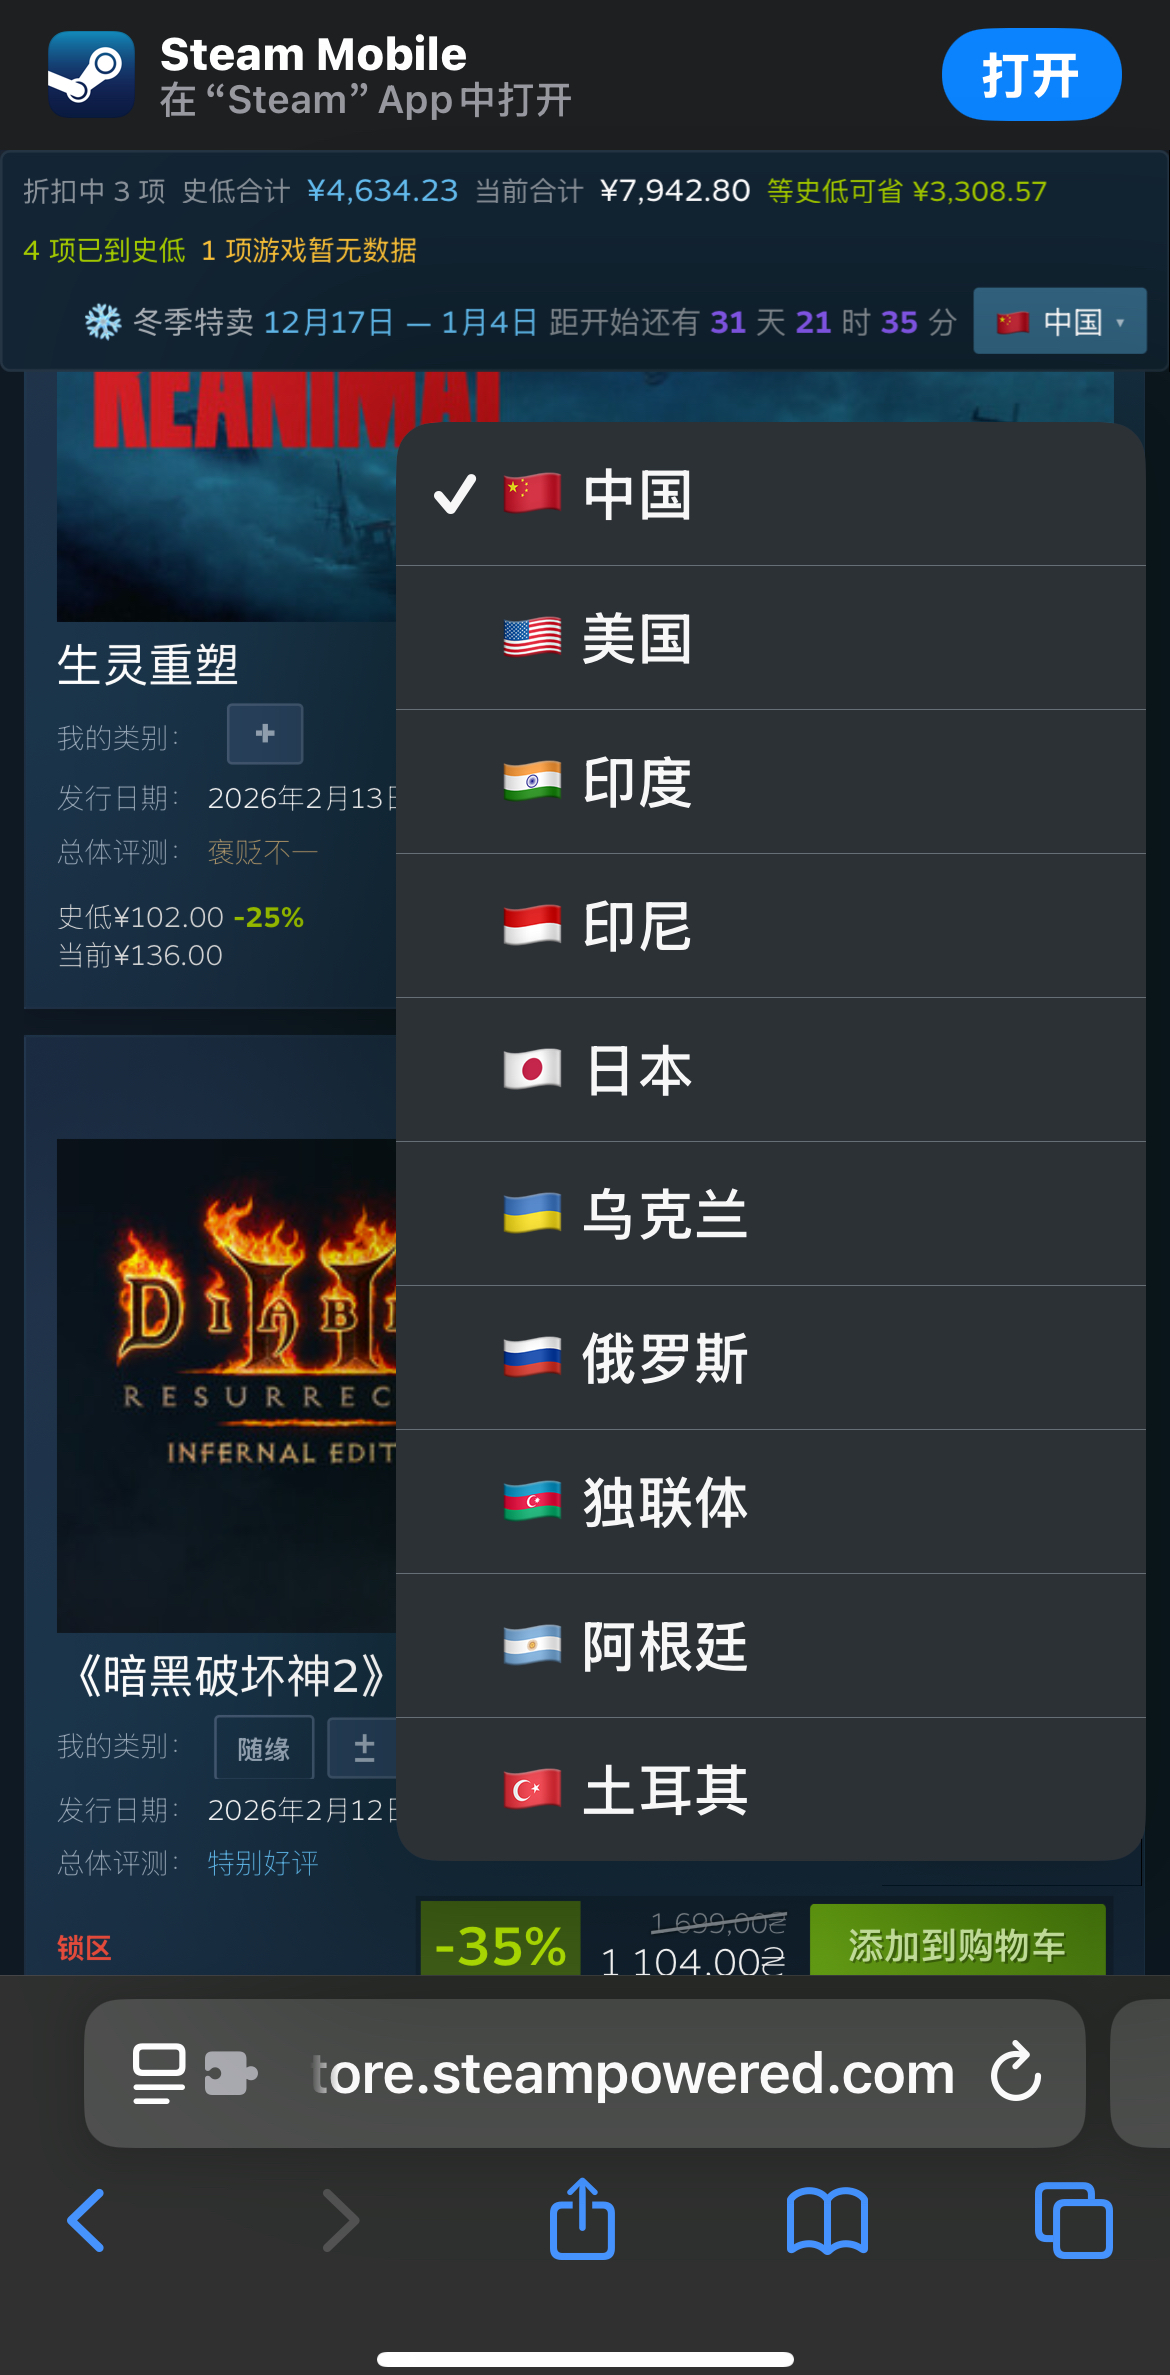 Steam Mobile
在“Steam”App中打开
打开
折扣中 3 项 史低合计 ¥4,634.23 当前合计 ¥7,942.80 等史低可省 ¥3,308.57
4 项已到史低 1 项游戏暂无数据
冬季特卖 12月17日 — 1月4日 距开始还有 31 天 21 时 35 分 中国
REANIMAL
中国
美国
印度
印尼
日本
乌克兰
俄罗斯
独联体
阿根廷
土耳其
生灵重塑
我的类别：
+
发行日期： 2026年2月13日
总体评测： 褒贬不一
史低¥102.00 -25%
当前¥136.00
DIAB
II
RESURREC
INFERNAL EDIT
《暗黑破坏神2》
我的类别： 随缘 ±
发行日期： 2026年2月12日
总体评测： 特别好评
锁区
-35%
1 699,00₴
1 104,00₴
添加到购物车
tore.steampowered.com